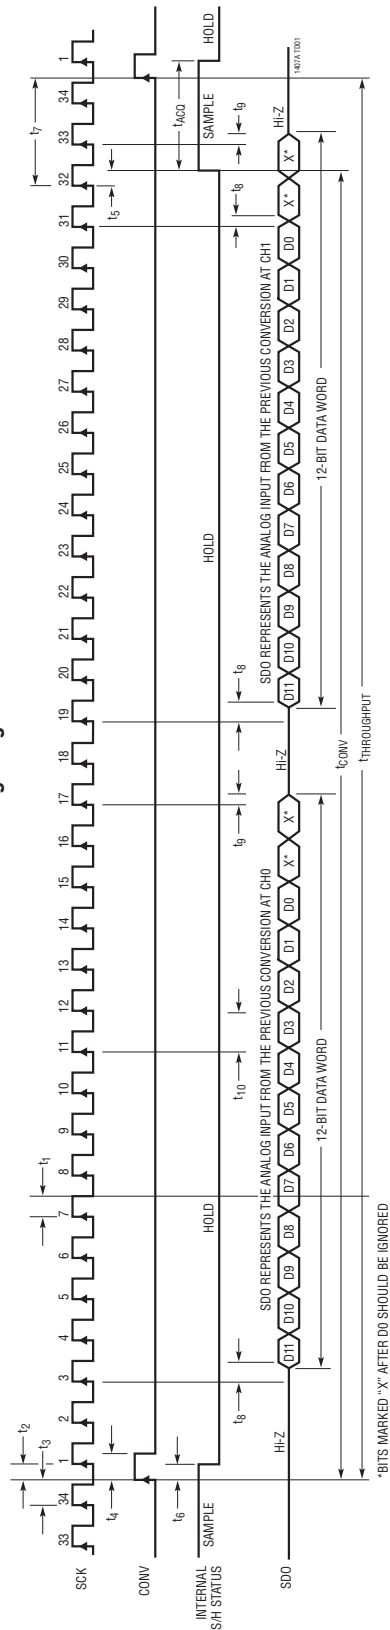 t2
t3
t1
t7
33 34 1 2 3 4 5 6 7 8 9 10 11 12 13 14 15 16 17 18 19 20 21 22 23 24 25 26 27 28 29 30 31 32 33 34 1
SCK
t4
t5
CONV
t6
tACQ
INTERNAL
S/H STATUS
SAMPLE HOLD HOLD SAMPLE HOLD
t8 t10 t9 t8 t8 t9
SDO REPRESENTS THE ANALOG INPUT FROM THE PREVIOUS CONVERSION AT CH0
SDO REPRESENTS THE ANALOG INPUT FROM THE PREVIOUS CONVERSION AT CH1
SDO
Hi-Z D11 D10 D9 D8 D7 D6 D5 D4 D3 D2 D1 D0 X* X* Hi-Z D11 D10 D9 D8 D7 D6 D5 D4 D3 D2 D1 D0 X* X* Hi-Z
1407A TD01
12-BIT DATA WORD 12-BIT DATA WORD
tCONV
tTHROUGHPUT
*BITS MARKED "X" AFTER D0 SHOULD BE IGNORED